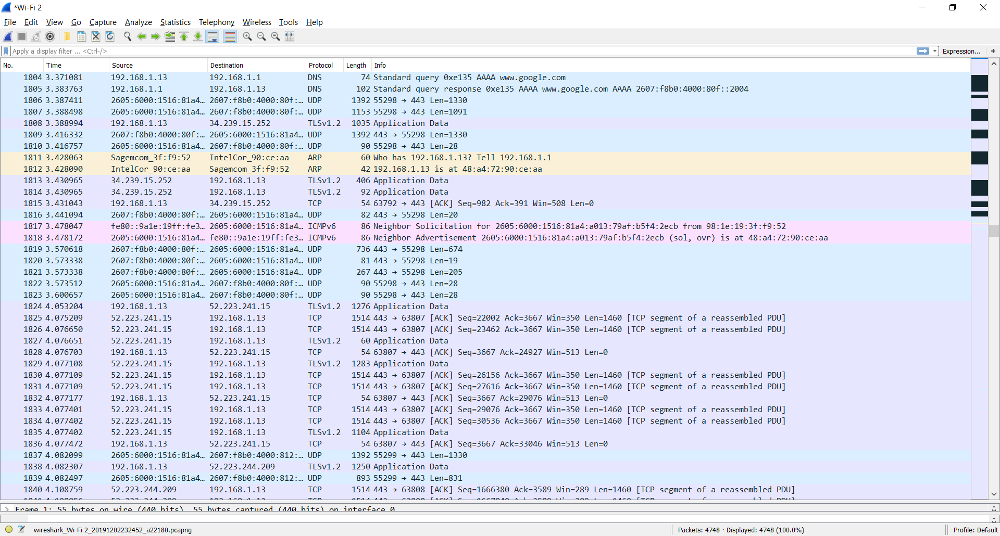 *Wi-Fi 2
File Edit View Go Capture Analyze Statistics Telephony Wireless Tools Help
Apply a display filter ... <Ctrl-/> Expression... +
No. Time Source Destination Protocol Length Info
1804 3.371081 192.168.1.13 192.168.1.1 DNS 74 Standard query 0xe135 AAAA www.google.com
1805 3.383763 192.168.1.1 192.168.1.13 DNS 102 Standard query response 0xe135 AAAA www.google.com AAAA 2607:f8b0:4000:80f::2004
1806 3.387411 2605:6000:1516:81a4… 2607:f8b0:4000:80f:… UDP 1392 55298 → 443 Len=1330
1807 3.388498 2605:6000:1516:81a4… 2607:f8b0:4000:80f:… UDP 1153 55298 → 443 Len=1091
1808 3.388994 192.168.1.13 34.239.15.252 TLSv1.2 1035 Application Data
1809 3.416332 2607:f8b0:4000:80f:… 2605:6000:1516:81a4… UDP 1392 443 → 55298 Len=1330
1810 3.416757 2605:6000:1516:81a4… 2607:f8b0:4000:80f:… UDP 90 55298 → 443 Len=28
1811 3.428063 Sagemcom_3f:f9:52 IntelCor_90:ce:aa ARP 60 Who has 192.168.1.13? Tell 192.168.1.1
1812 3.428090 IntelCor_90:ce:aa Sagemcom_3f:f9:52 ARP 42 192.168.1.13 is at 48:a4:72:90:ce:aa
1813 3.430965 34.239.15.252 192.168.1.13 TLSv1.2 406 Application Data
1814 3.430965 34.239.15.252 192.168.1.13 TLSv1.2 92 Application Data
1815 3.431043 192.168.1.13 34.239.15.252 TCP 54 63792 → 443 [ACK] Seq=982 Ack=391 Win=508 Len=0
1816 3.441094 2607:f8b0:4000:80f:… 2605:6000:1516:81a4… UDP 82 443 → 55298 Len=20
1817 3.478047 fe80::9a1e:19ff:fe3… 2605:6000:1516:81a4… ICMPv6 86 Neighbor Solicitation for 2605:6000:1516:81a4:a013:79af:b5f4:2ecb from 98:1e:19:3f:f9:52
1818 3.478172 2605:6000:1516:81a4… fe80::9a1e:19ff:fe3… ICMPv6 86 Neighbor Advertisement 2605:6000:1516:81a4:a013:79af:b5f4:2ecb (sol, ovr) is at 48:a4:72:90:ce:aa
1819 3.570618 2607:f8b0:4000:80f:… 2605:6000:1516:81a4… UDP 736 443 → 55298 Len=674
1820 3.573338 2607:f8b0:4000:80f:… 2605:6000:1516:81a4… UDP 81 443 → 55298 Len=19
1821 3.573338 2607:f8b0:4000:80f:… 2605:6000:1516:81a4… UDP 267 443 → 55298 Len=205
1822 3.573512 2605:6000:1516:81a4… 2607:f8b0:4000:80f:… UDP 90 55298 → 443 Len=28
1823 3.600657 2605:6000:1516:81a4… 2607:f8b0:4000:80f:… UDP 90 55298 → 443 Len=28
1824 4.053204 192.168.1.13 52.223.241.15 TLSv1.2 1276 Application Data
1825 4.075209 52.223.241.15 192.168.1.13 TCP 1514 443 → 63807 [ACK] Seq=22002 Ack=3667 Win=350 Len=1460 [TCP segment of a reassembled PDU]
1826 4.076650 52.223.241.15 192.168.1.13 TCP 1514 443 → 63807 [ACK] Seq=23462 Ack=3667 Win=350 Len=1460 [TCP segment of a reassembled PDU]
1827 4.076651 52.223.241.15 192.168.1.13 TLSv1.2 60 Application Data
1828 4.076703 192.168.1.13 52.223.241.15 TCP 54 63807 → 443 [ACK] Seq=3667 Ack=24927 Win=513 Len=0
1829 4.077108 52.223.241.15 192.168.1.13 TLSv1.2 1283 Application Data
1830 4.077109 52.223.241.15 192.168.1.13 TCP 1514 443 → 63807 [ACK] Seq=26156 Ack=3667 Win=350 Len=1460 [TCP segment of a reassembled PDU]
1831 4.077109 52.223.241.15 192.168.1.13 TCP 1514 443 → 63807 [ACK] Seq=27616 Ack=3667 Win=350 Len=1460 [TCP segment of a reassembled PDU]
1832 4.077177 192.168.1.13 52.223.241.15 TCP 54 63807 → 443 [ACK] Seq=3667 Ack=29076 Win=513 Len=0
1833 4.077401 52.223.241.15 192.168.1.13 TCP 1514 443 → 63807 [ACK] Seq=29076 Ack=3667 Win=350 Len=1460 [TCP segment of a reassembled PDU]
1834 4.077402 52.223.241.15 192.168.1.13 TCP 1514 443 → 63807 [ACK] Seq=30536 Ack=3667 Win=350 Len=1460 [TCP segment of a reassembled PDU]
1835 4.077402 52.223.241.15 192.168.1.13 TLSv1.2 1104 Application Data
1836 4.077472 192.168.1.13 52.223.241.15 TCP 54 63807 → 443 [ACK] Seq=3667 Ack=33046 Win=513 Len=0
1837 4.082099 2605:6000:1516:81a4… 2607:f8b0:4000:812:… UDP 1392 55299 → 443 Len=1330
1838 4.082307 192.168.1.13 52.223.244.209 TLSv1.2 1250 Application Data
1839 4.082497 2605:6000:1516:81a4… 2607:f8b0:4000:812:… UDP 893 55299 → 443 Len=831
1840 4.108759 52.223.244.209 192.168.1.13 TCP 1514 443 → 63808 [ACK] Seq=1666380 Ack=3589 Win=289 Len=1460 [TCP segment of a reassembled PDU]
Frame 1: 55 bytes on wire (440 bits), 55 bytes captured (440 bits) on interface 0
wireshark_Wi-Fi 2_20191202232452_a22180.pcapng Packets: 4748 · Displayed: 4748 (100.0%) Profile: Default